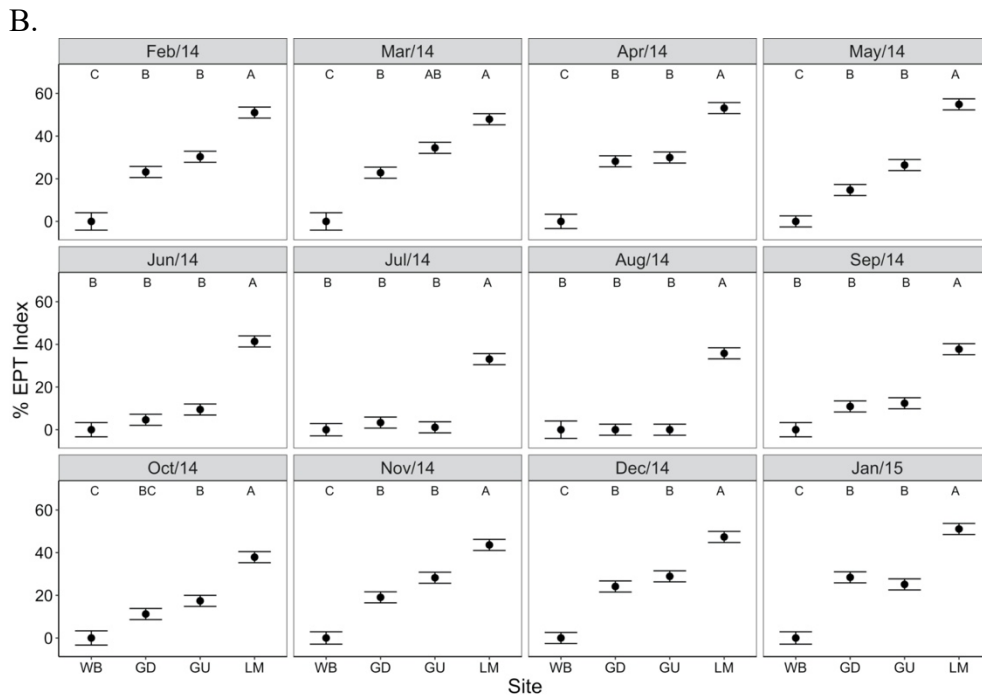 B.
Feb/14 Mar/14 Apr/14 May/14
C B B A C B AB A C B B A C B B A
60
40
20
0
Jun/14 Jul/14 Aug/14 Sep/14
B B B A B B B A B B B A B B B A
60
40
20
0
% EPT Index
Oct/14 Nov/14 Dec/14 Jan/15
C BC B A C B B A C B B A C B B A
60
40
20
0
WB GD GU LM WB GD GU LM WB GD GU LM WB GD GU LM
Site